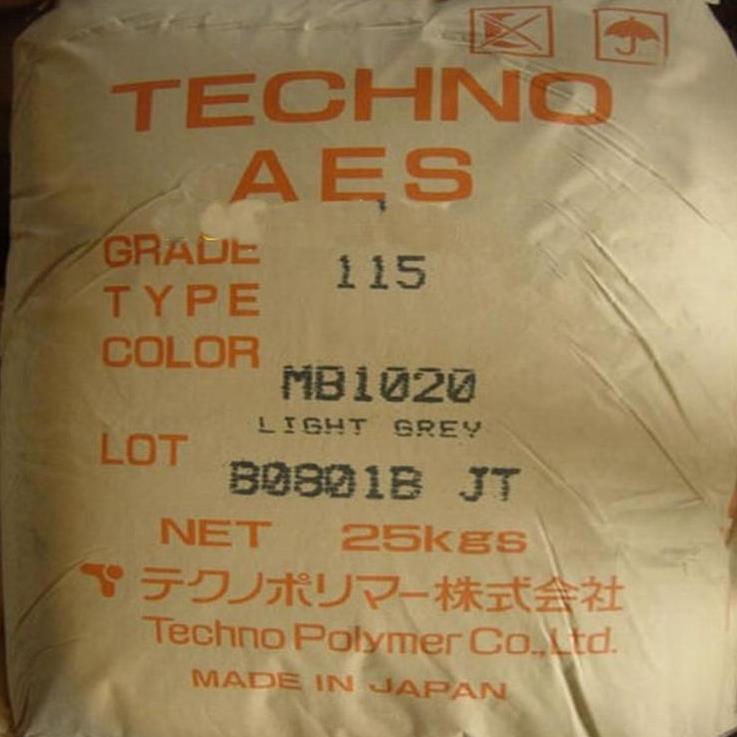 TECHNO
AES
GRADE 115
TYPE
COLOR
MB1020
LIGHT GREY
LOT
B0801B JT
NET 25kgs
テクノポリマー株式会社
Techno Polymer Co.,Ltd.
MADE IN JAPAN